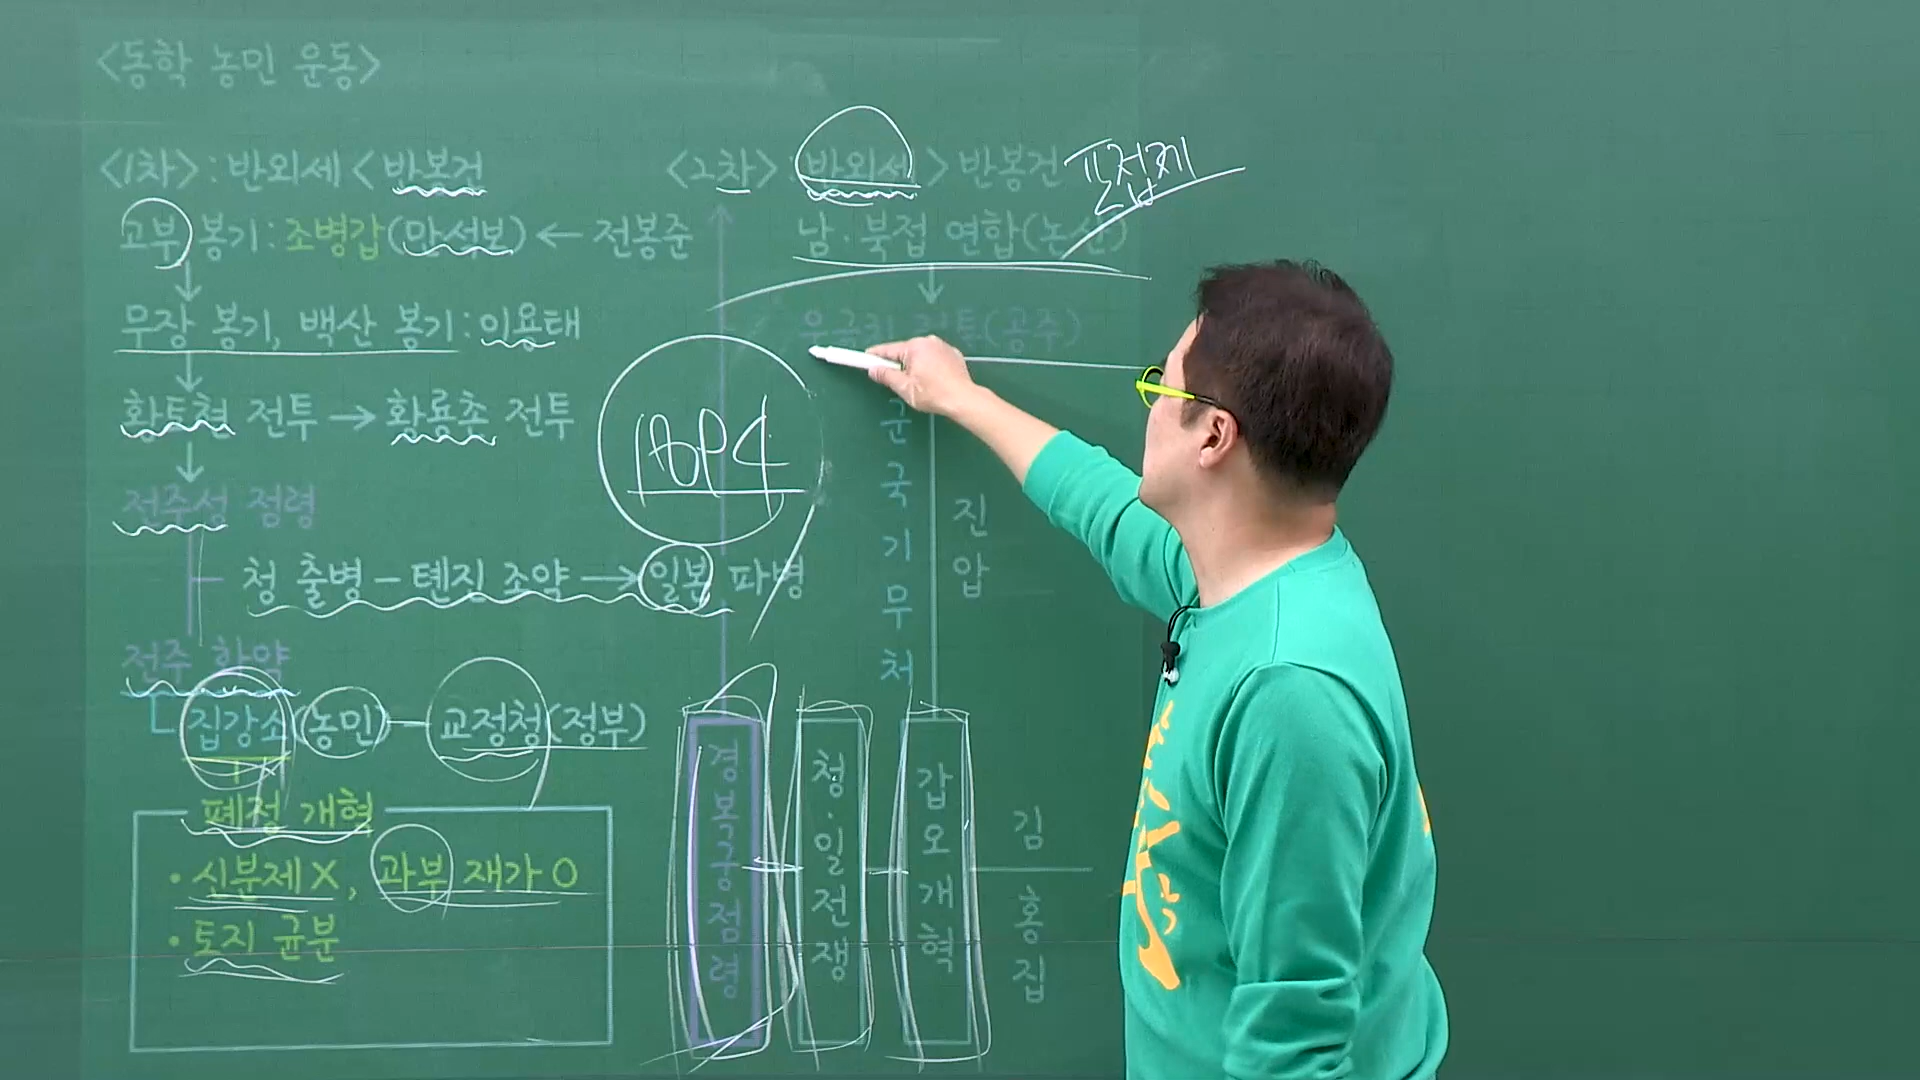 <동학 농민 운동>
<1차> : 반외세 < 반봉건
고부 봉기 : 조병갑(만석보) ← 전봉준
무장 봉기, 백산 봉기 : 이용태
황토현 전투 → 황룡촌 전투
전주성 점령
청 출병 - 톈진 조약 → 일본 파병
전주 화약
집강소(농민) - 교정청(정부)
폐정 개혁
· 신분제 X, 과부 재가 O
· 토지 균분
<2차> : 반외세 > 반봉건
남·북접 연합(논산)
우금치 전투(공주)
군국기무처
진압
1894
경복궁 점령
청·일 전쟁
갑오개혁
김홍집